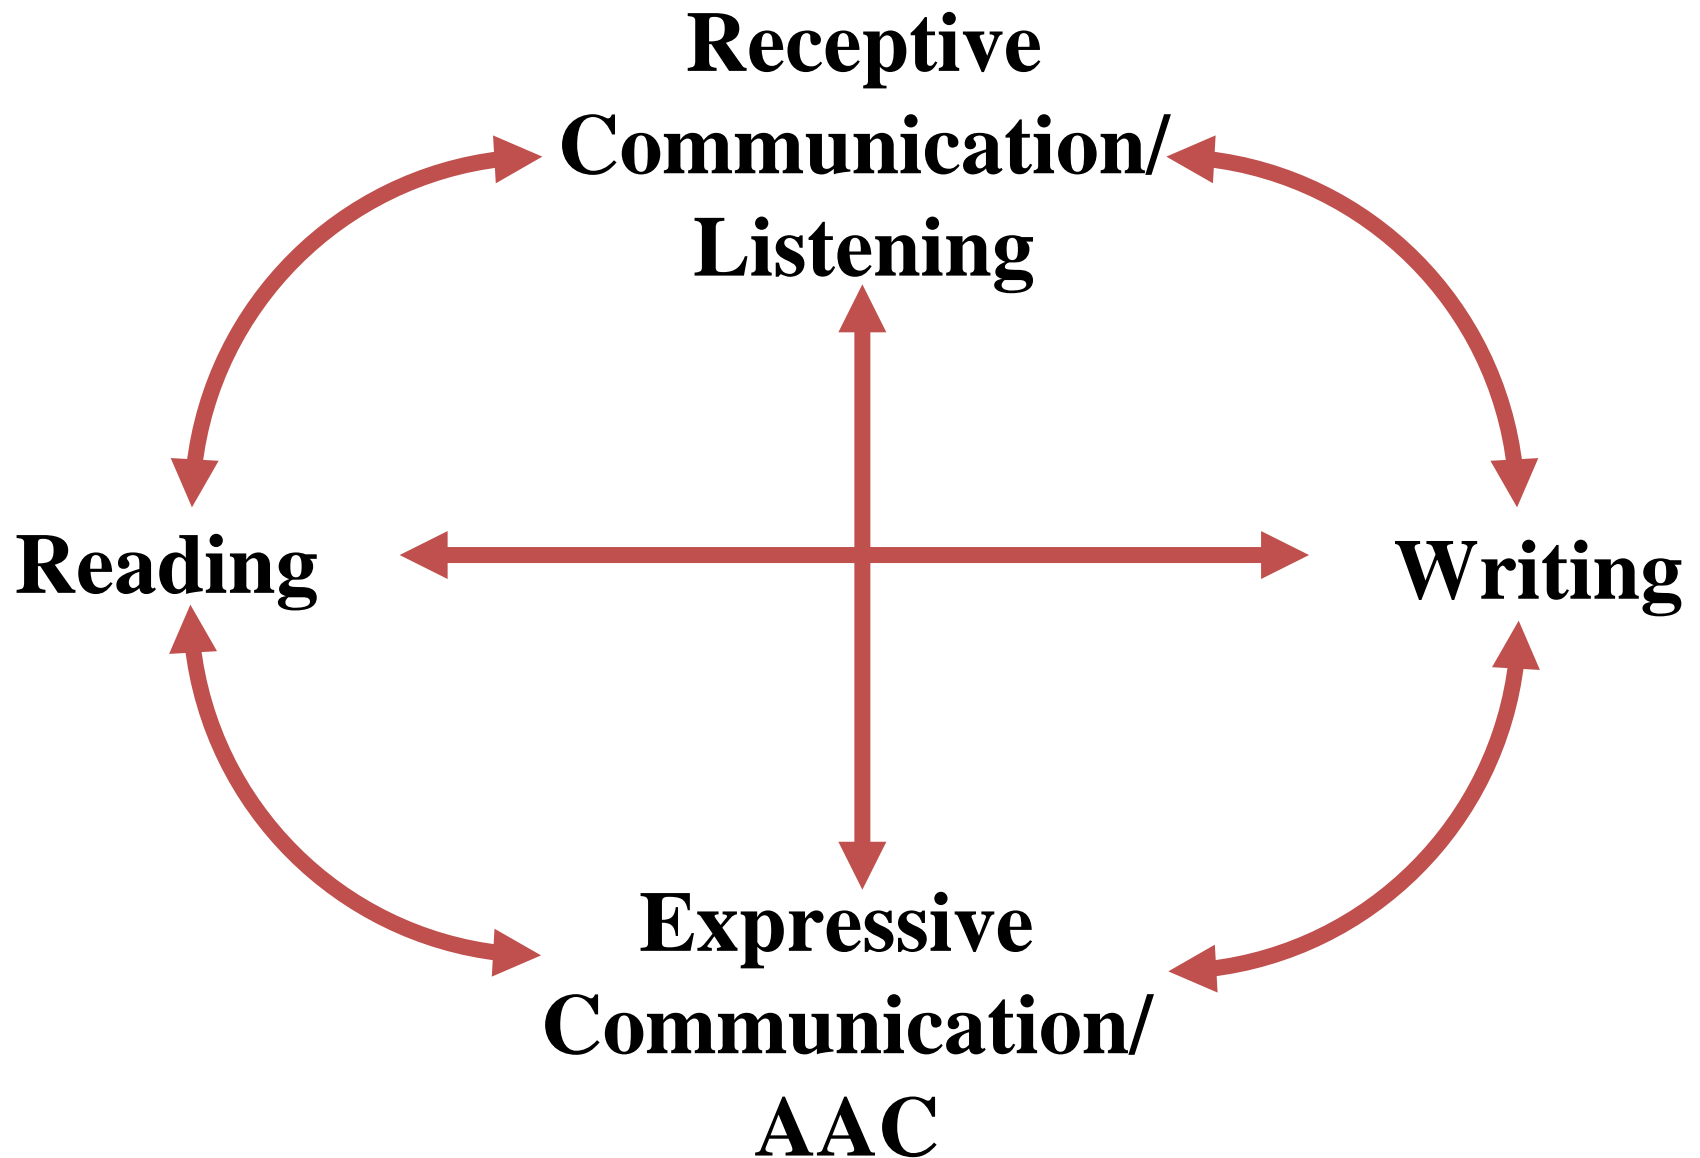 Receptive
Communication/
Listening
Reading
Writing
Expressive
Communication/
AAC